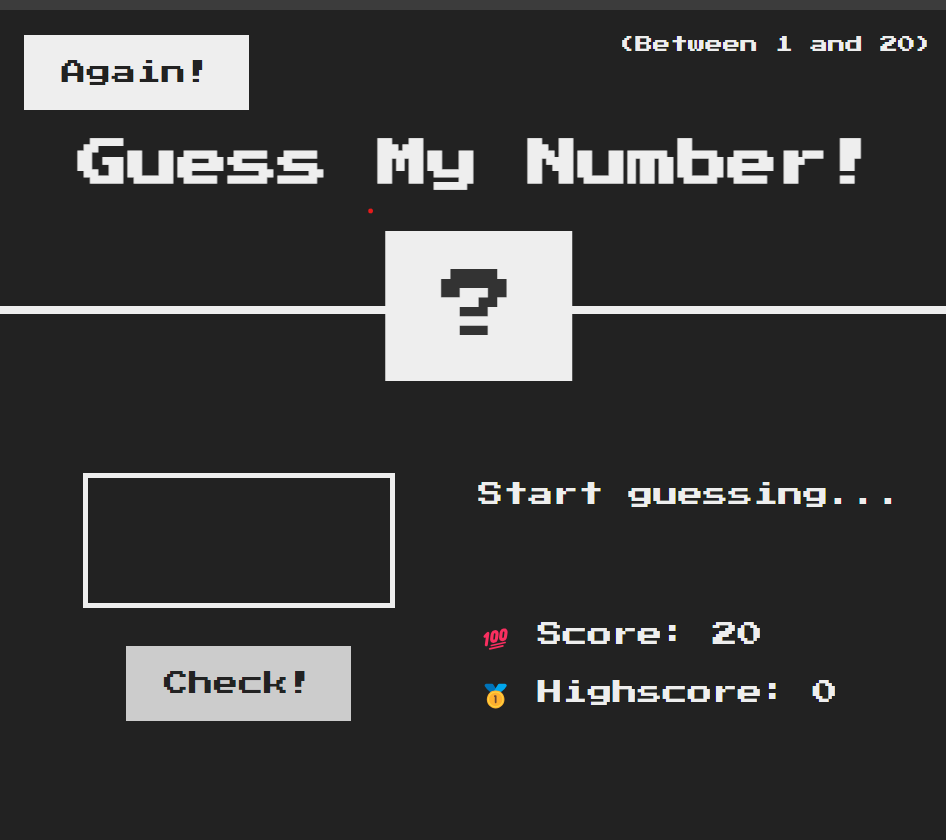 (Between 1 and 20)
Again!
Guess My Number!
?
Start guessing...
💯 Score: 20
Check!
🥇 Highscore: 0